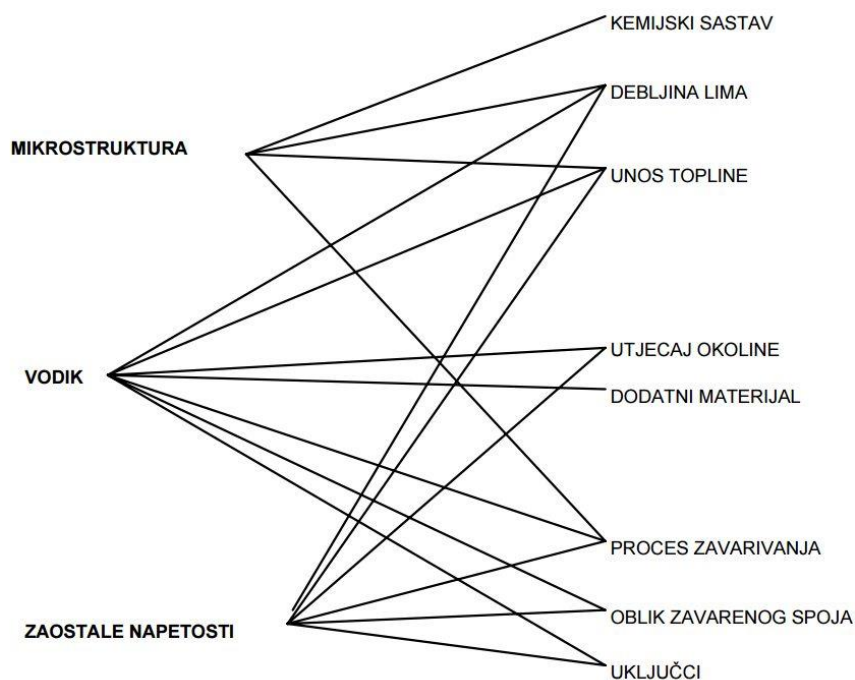 KEMIJSKI SASTAV
DEBLJINA LIMA
MIKROSTRUKTURA
UNOS TOPLINE
UTJECAJ OKOLINE
VODIK
DODATNI MATERIJAL
PROCES ZAVARIVANJA
OBLIK ZAVARENOG SPOJA
ZAOSTALE NAPETOSTI
UKLJUČCI